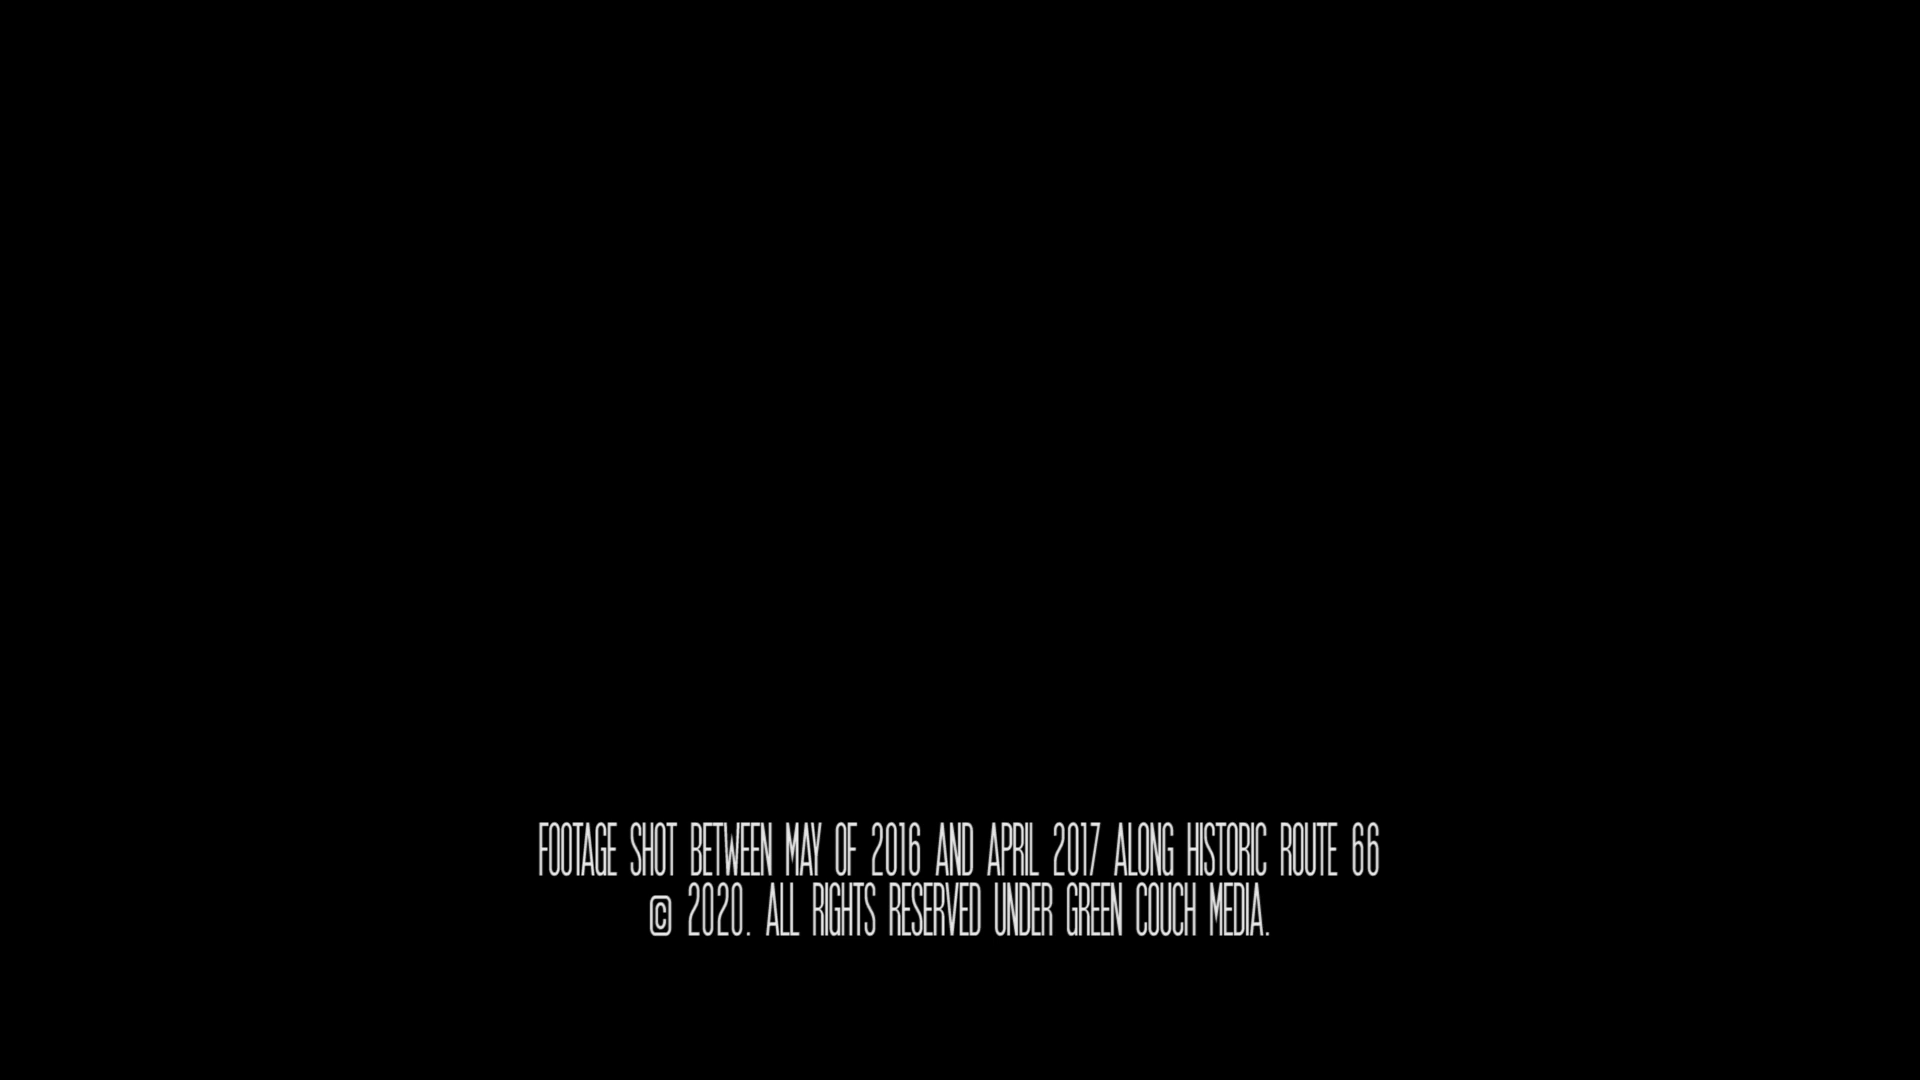 FOOTAGE SHOT BETWEEN MAY OF 2016 AND APRIL 2017 ALONG HISTORIC ROUTE 66
© 2020. ALL RIGHTS RESERVED UNDER GREEN COUCH MEDIA.